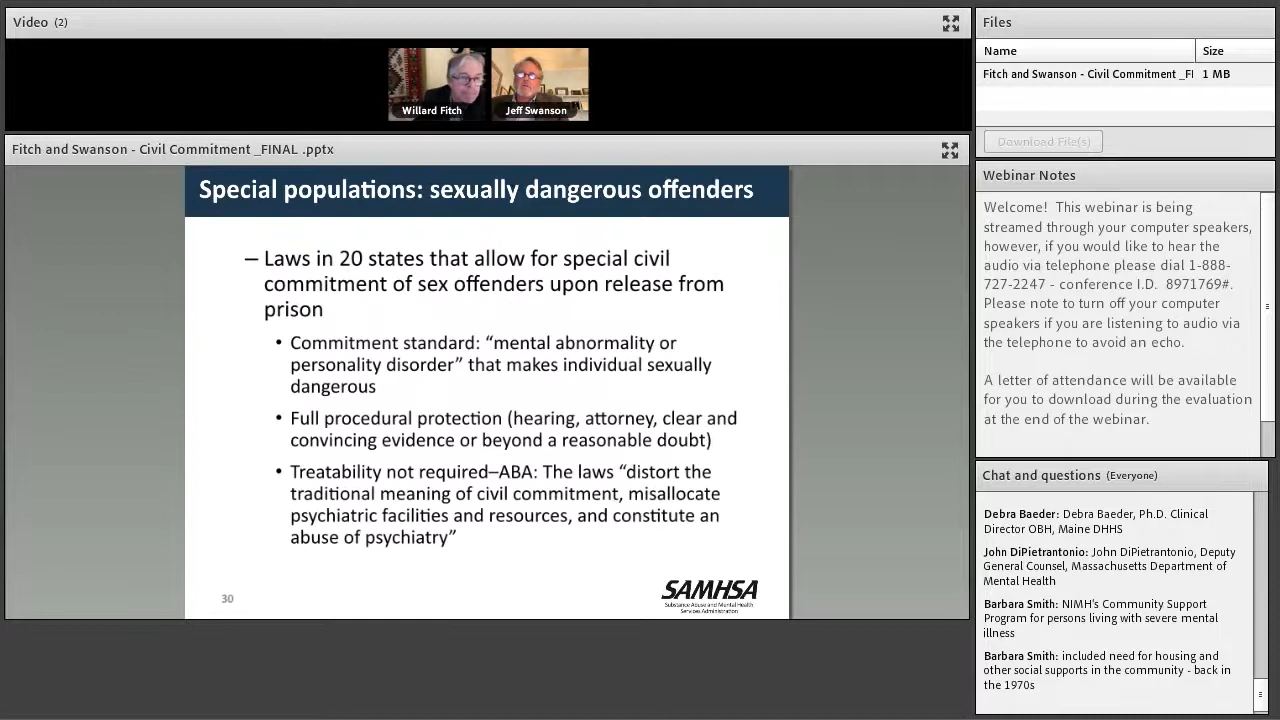 Video (2)
Willard Fitch
Jeff Swanson
Fitch and Swanson - Civil Commitment _FINAL .pptx
Special populations: sexually dangerous offenders
– Laws in 20 states that allow for special civil
commitment of sex offenders upon release from
prison
• Commitment standard: “mental abnormality or
personality disorder” that makes individual sexually
dangerous
• Full procedural protection (hearing, attorney, clear and
convincing evidence or beyond a reasonable doubt)
• Treatability not required–ABA: The laws “distort the
traditional meaning of civil commitment, misallocate
psychiatric facilities and resources, and constitute an
abuse of psychiatry”
30
SAMHSA
Substance Abuse and Mental Health
Services Administration
Files
Name Size
Fitch and Swanson - Civil Commitment _FI 1 MB
Download File(s)
Webinar Notes
Welcome! This webinar is being
streamed through your computer speakers,
however, if you would like to hear the
audio via telephone please dial 1-888-
727-2247 - conference I.D. 8971769#.
Please note to turn off your computer
speakers if you are listening to audio via
the telephone to avoid an echo.
A letter of attendance will be available
for you to download during the evaluation
at the end of the webinar.
Chat and questions (Everyone)
Debra Baeder: Debra Baeder, Ph.D. Clinical
Director OBH, Maine DHHS
John DiPietrantonio: John DiPietrantonio, Deputy
General Counsel, Massachusetts Department of
Mental Health
Barbara Smith: NIMH's Community Support
Program for persons living with severe mental
illness
Barbara Smith: included need for housing and
other social supports in the community - back in
the 1970s